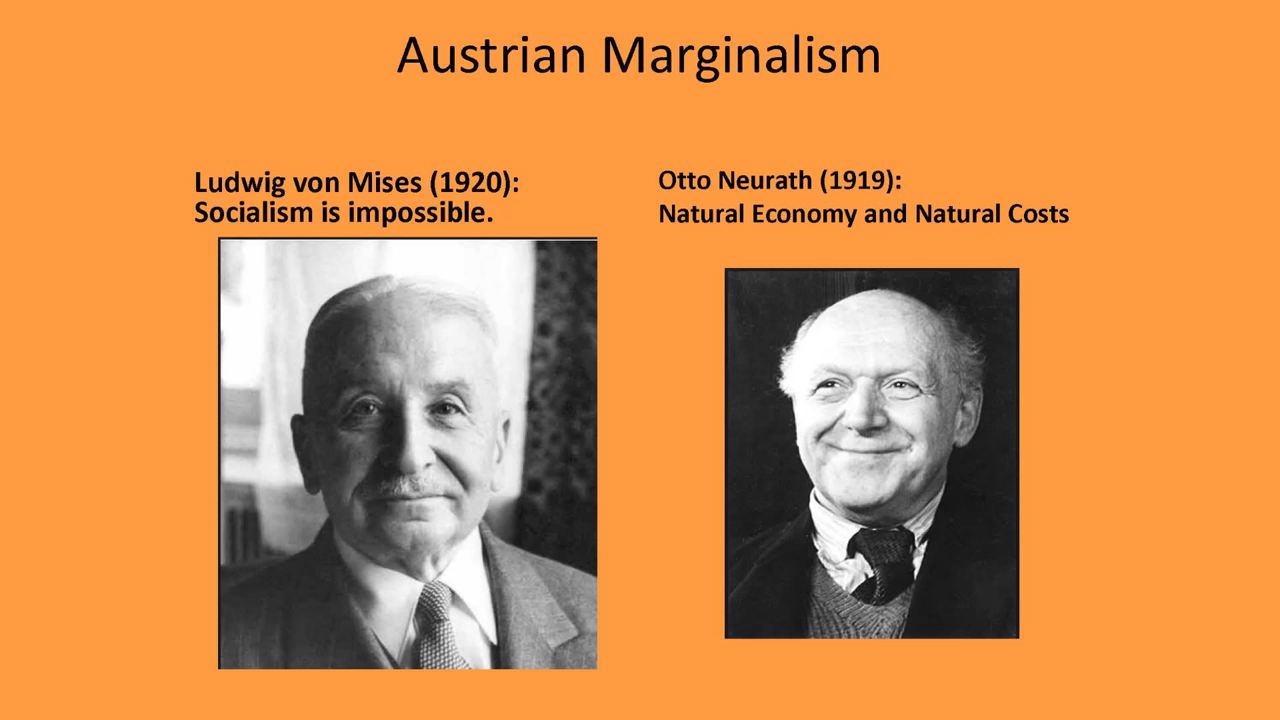 Austrian Marginalism
Ludwig von Mises (1920):
Socialism is impossible.
Otto Neurath (1919):
Natural Economy and Natural Costs